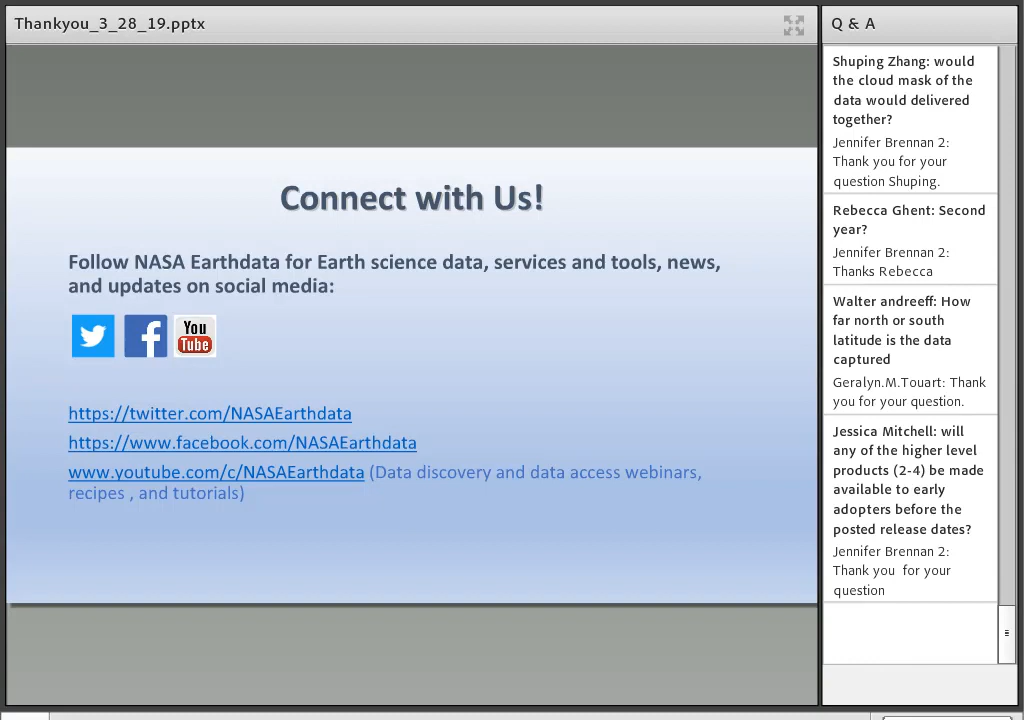 Thankyou_3_28_19.pptx
Connect with Us!
Follow NASA Earthdata for Earth science data, services and tools, news,
and updates on social media:
You
Tube
https://twitter.com/NASAEarthdata
https://www.facebook.com/NASAEarthdata
www.youtube.com/c/NASAEarthdata (Data discovery and data access webinars,
recipes , and tutorials)
Q & A
Shuping Zhang: would
the cloud mask of the
data would delivered
together?
Jennifer Brennan 2:
Thank you for your
question Shuping.
Rebecca Ghent: Second
year?
Jennifer Brennan 2:
Thanks Rebecca
Walter andreeff: How
far north or south
latitude is the data
captured
Geralyn.M.Touart: Thank
you for your question.
Jessica Mitchell: will
any of the higher level
products (2-4) be made
available to early
adopters before the
posted release dates?
Jennifer Brennan 2:
Thank you  for your
question